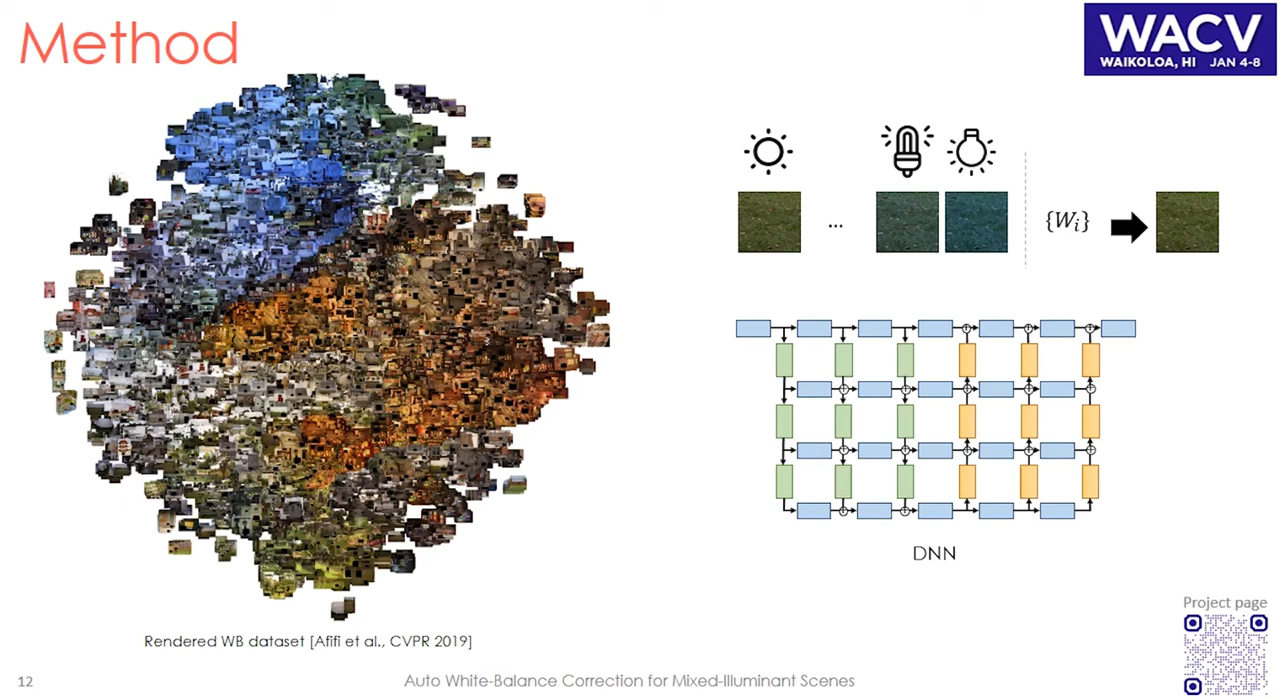 Method
WACV
WAIKOLOA, HI JAN 4-8
...
{Wᵢ}
DNN
Project page
Rendered WB dataset [Afifi et al., CVPR 2019]
12
Auto White-Balance Correction for Mixed-Illuminant Scenes